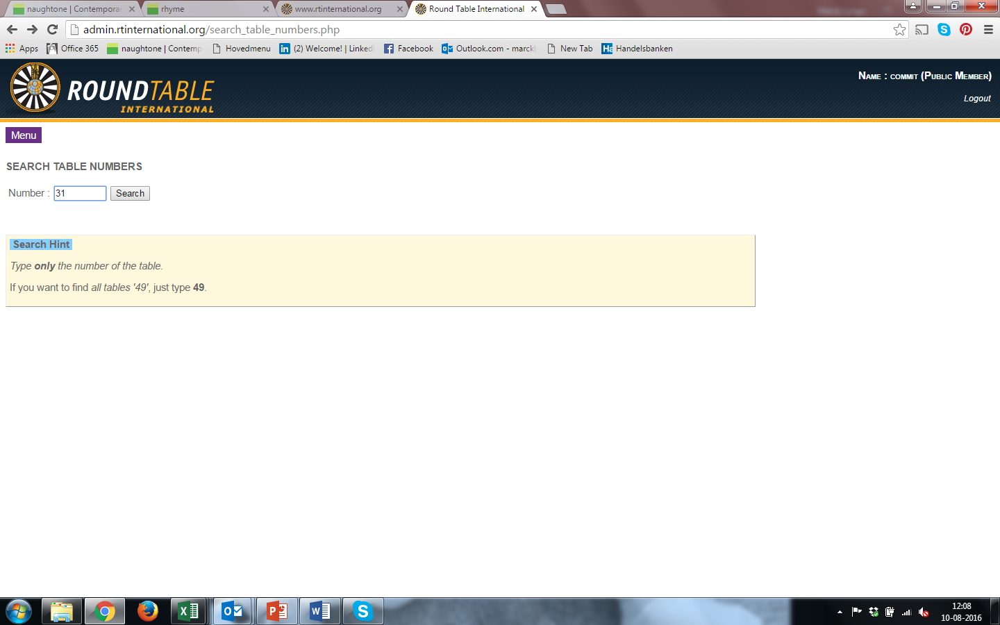 naughtone | Contemporar
rhyme
www.rtinternational.org
Round Table International
admin.rtinternational.org/search_table_numbers.php
Apps
Office 365
naughtone | Contemp
Hovedmenu
(2) Welcome! | Linked
Facebook
Outlook.com - marckh
New Tab
Handelsbanken
ROUNDTABLE
INTERNATIONAL
Name : commit (Public Member)
Logout
Menu
SEARCH TABLE NUMBERS
Number : 31 Search
Search Hint
Type only the number of the table.
If you want to find all tables '49', just type 49.
12:08
10-08-2016